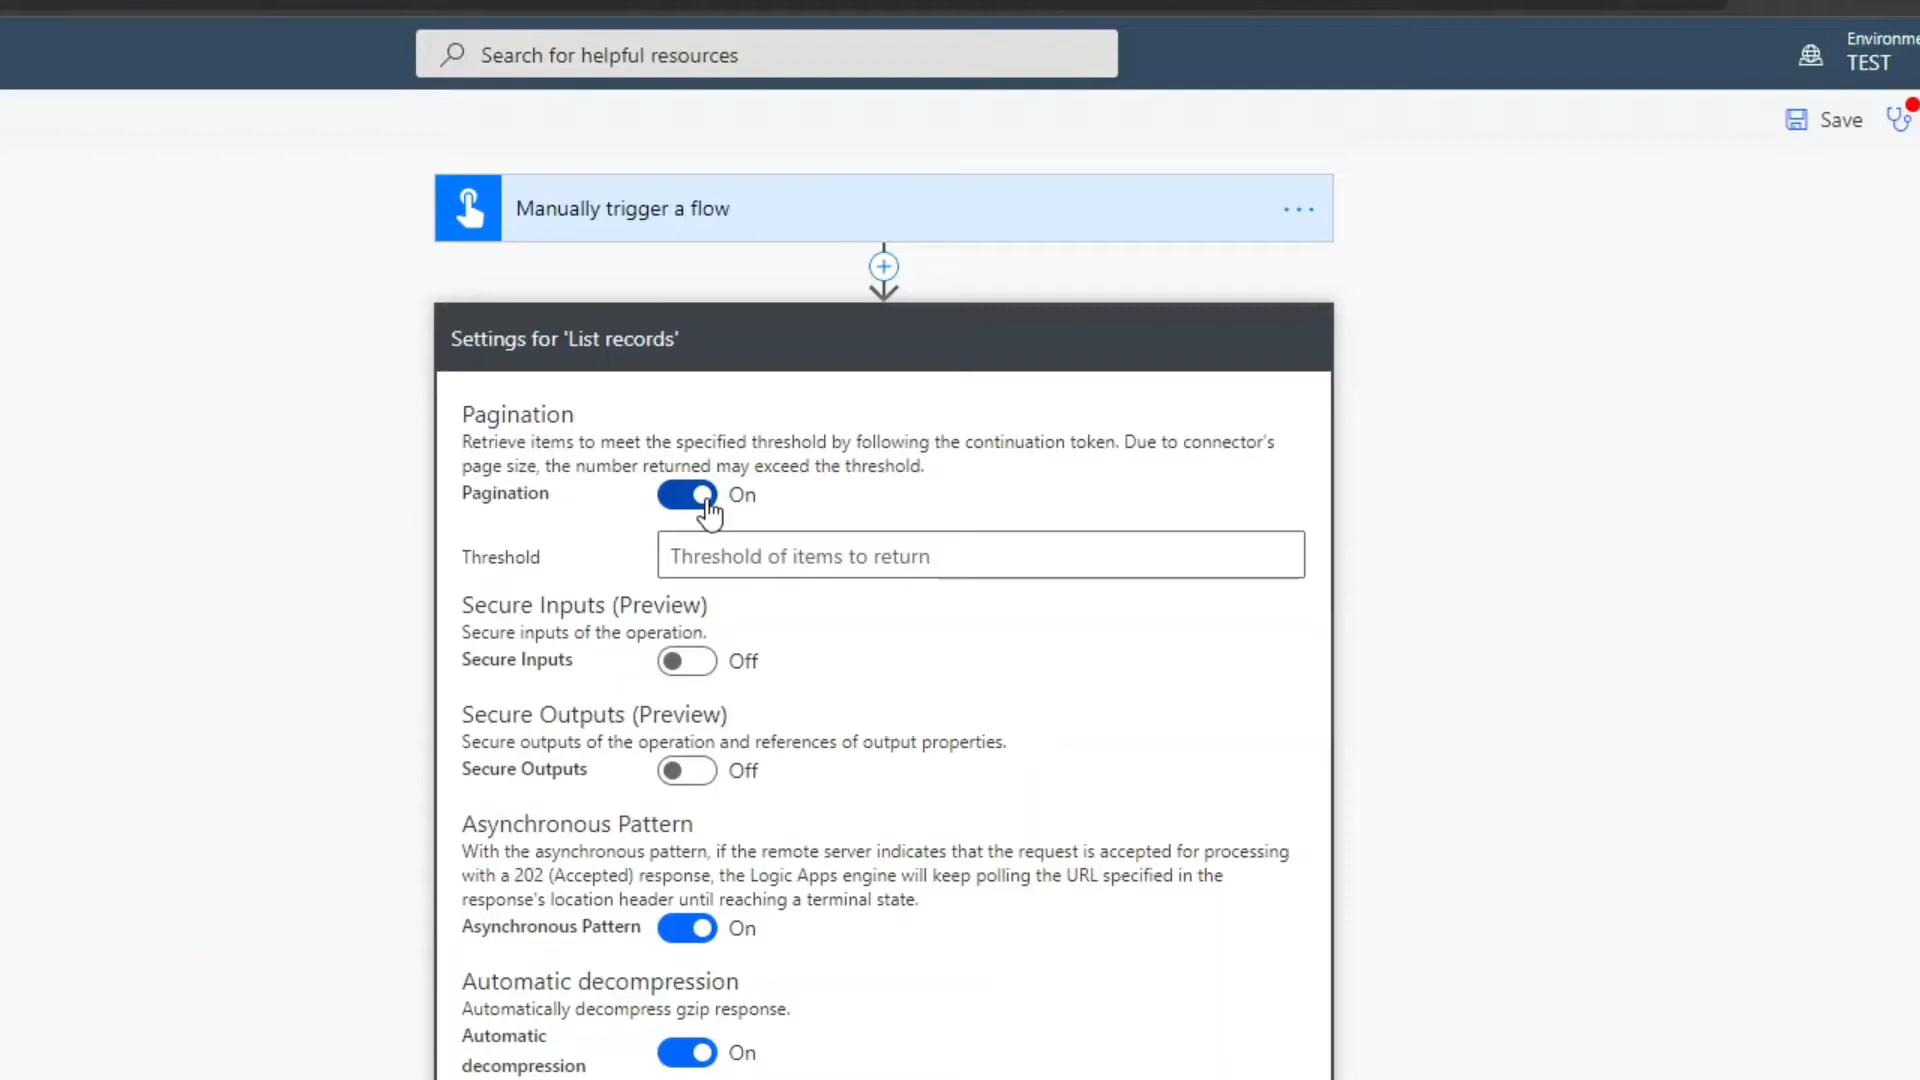 Search for helpful resources
Environme
TEST
Save
Manually trigger a flow
Settings for 'List records'
Pagination
Retrieve items to meet the specified threshold by following the continuation token. Due to connector's
page size, the number returned may exceed the threshold.
Pagination On
Threshold Threshold of items to return
Secure Inputs (Preview)
Secure inputs of the operation.
Secure Inputs Off
Secure Outputs (Preview)
Secure outputs of the operation and references of output properties.
Secure Outputs Off
Asynchronous Pattern
With the asynchronous pattern, if the remote server indicates that the request is accepted for processing
with a 202 (Accepted) response, the Logic Apps engine will keep polling the URL specified in the
response's location header until reaching a terminal state.
Asynchronous Pattern On
Automatic decompression
Automatically decompress gzip response.
Automatic
decompression On